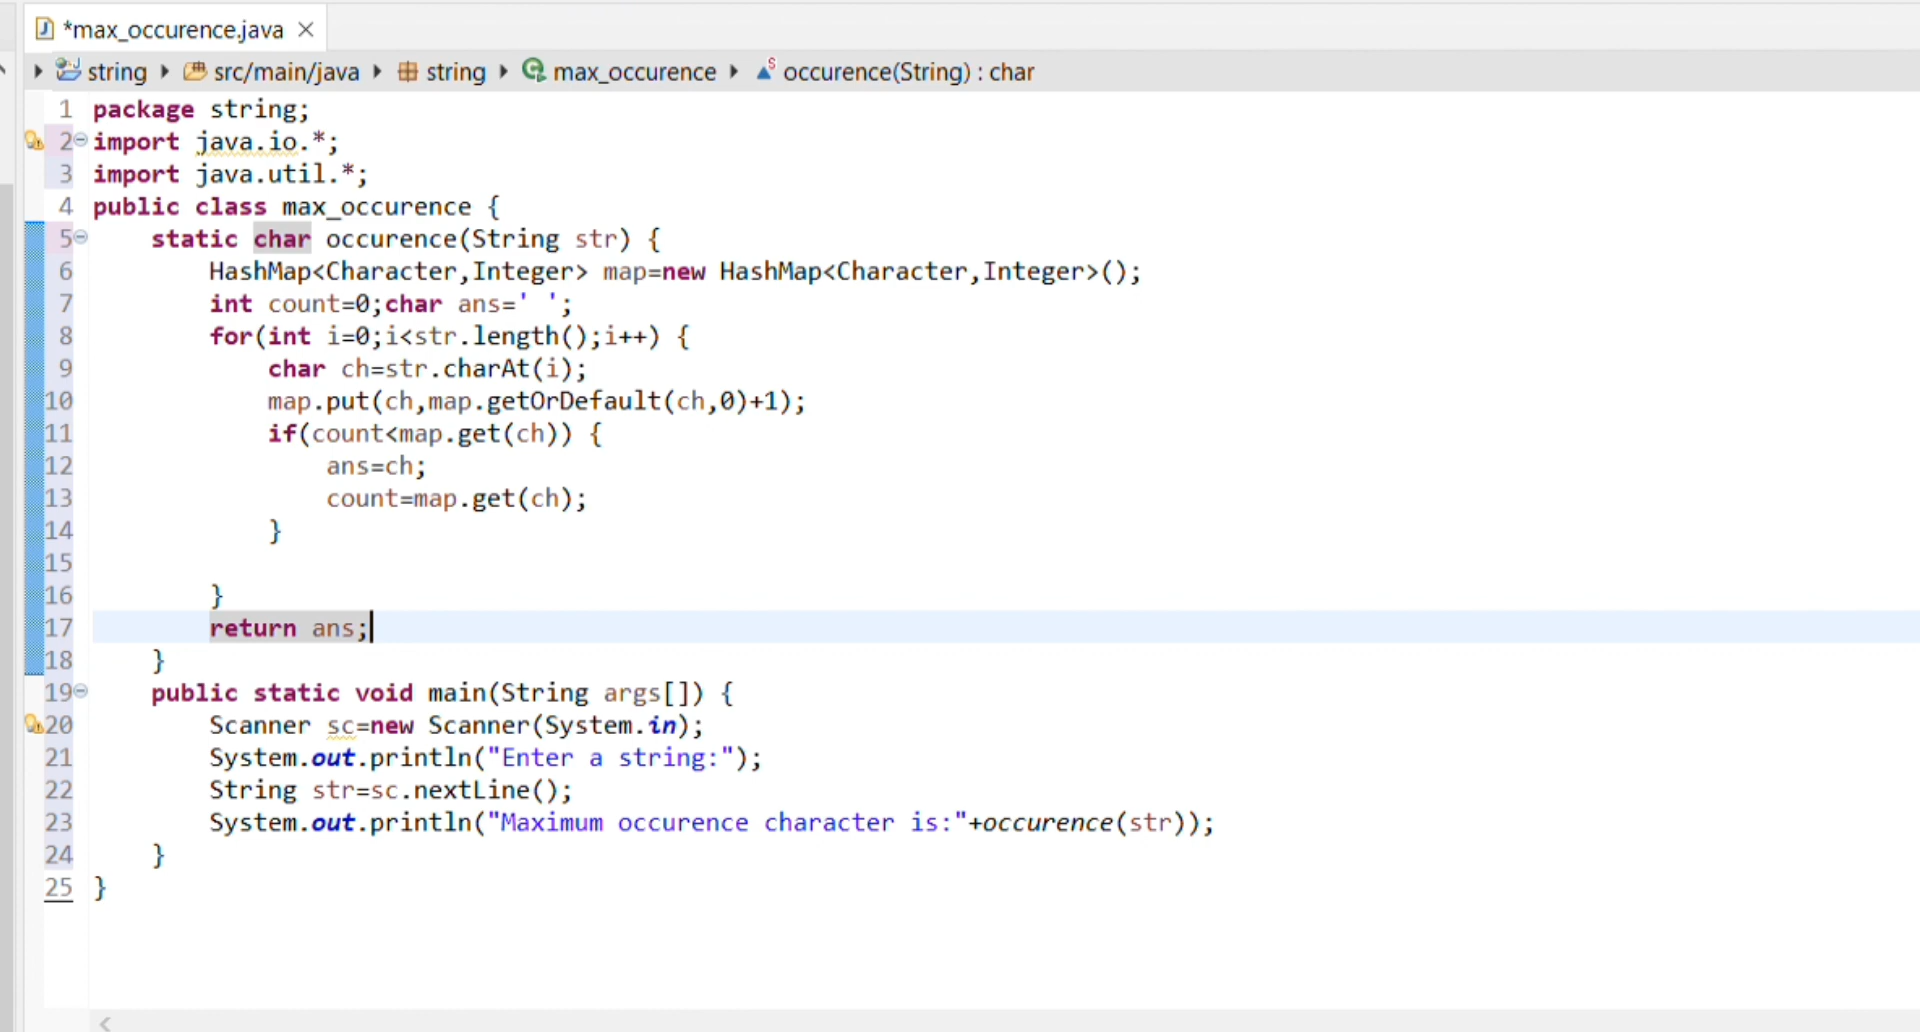 *max_occurence.java
string src/main/java string max_occurence occurence(String) : char
1 package string;
2 import java.io.*;
3 import java.util.*;
4 public class max_occurence {
5     static char occurence(String str) {
6         HashMap<Character,Integer> map=new HashMap<Character,Integer>();
7         int count=0;char ans=' ';
8         for(int i=0;i<str.length();i++) {
9             char ch=str.charAt(i);
10             map.put(ch,map.getOrDefault(ch,0)+1);
11             if(count<map.get(ch)) {
12                 ans=ch;
13                 count=map.get(ch);
14             }
15
16         }
17         return ans;
18     }
19     public static void main(String args[]) {
20         Scanner sc=new Scanner(System.in);
21         System.out.println("Enter a string:");
22         String str=sc.nextLine();
23         System.out.println("Maximum occurence character is:"+occurence(str));
24     }
25 }